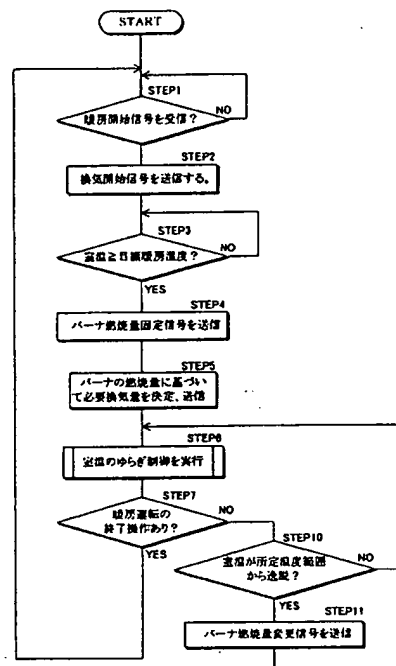 START
STEP1
暖房開始信号を受信?
NO
STEP2
換気開始信号を送信する。
STEP3
室温≧目標暖房温度?
NO
YES
STEP4
バーナ燃焼量固定信号を送信
STEP5
バーナの燃焼量に基づい
て必要換気量を決定、送信
STEP6
室温のゆらぎ制御を実行
STEP7
暖房運転の
終了操作あり?
NO
YES
STEP10
室温が所定温度範囲
から逸脱?
NO
YES
STEP11
バーナ燃焼量変更信号を送信